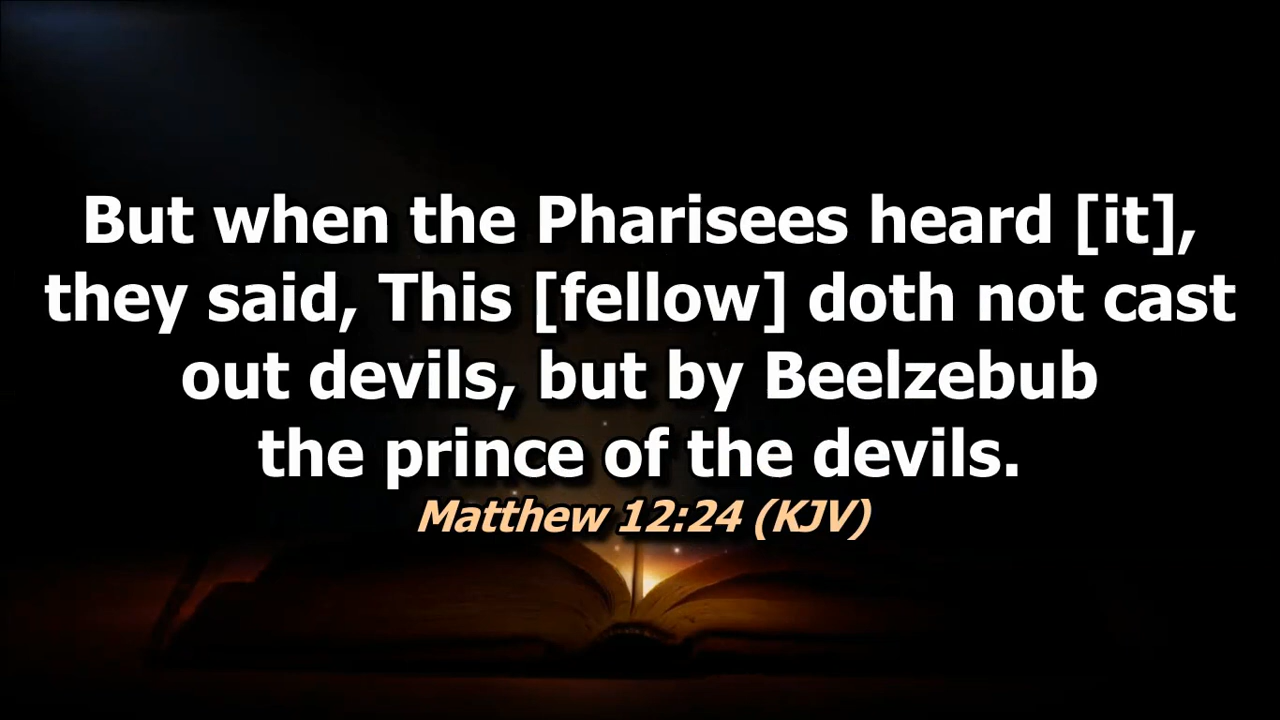 But when the Pharisees heard [it],
they said, This [fellow] doth not cast
out devils, but by Beelzebub
the prince of the devils.
Matthew 12:24 (KJV)